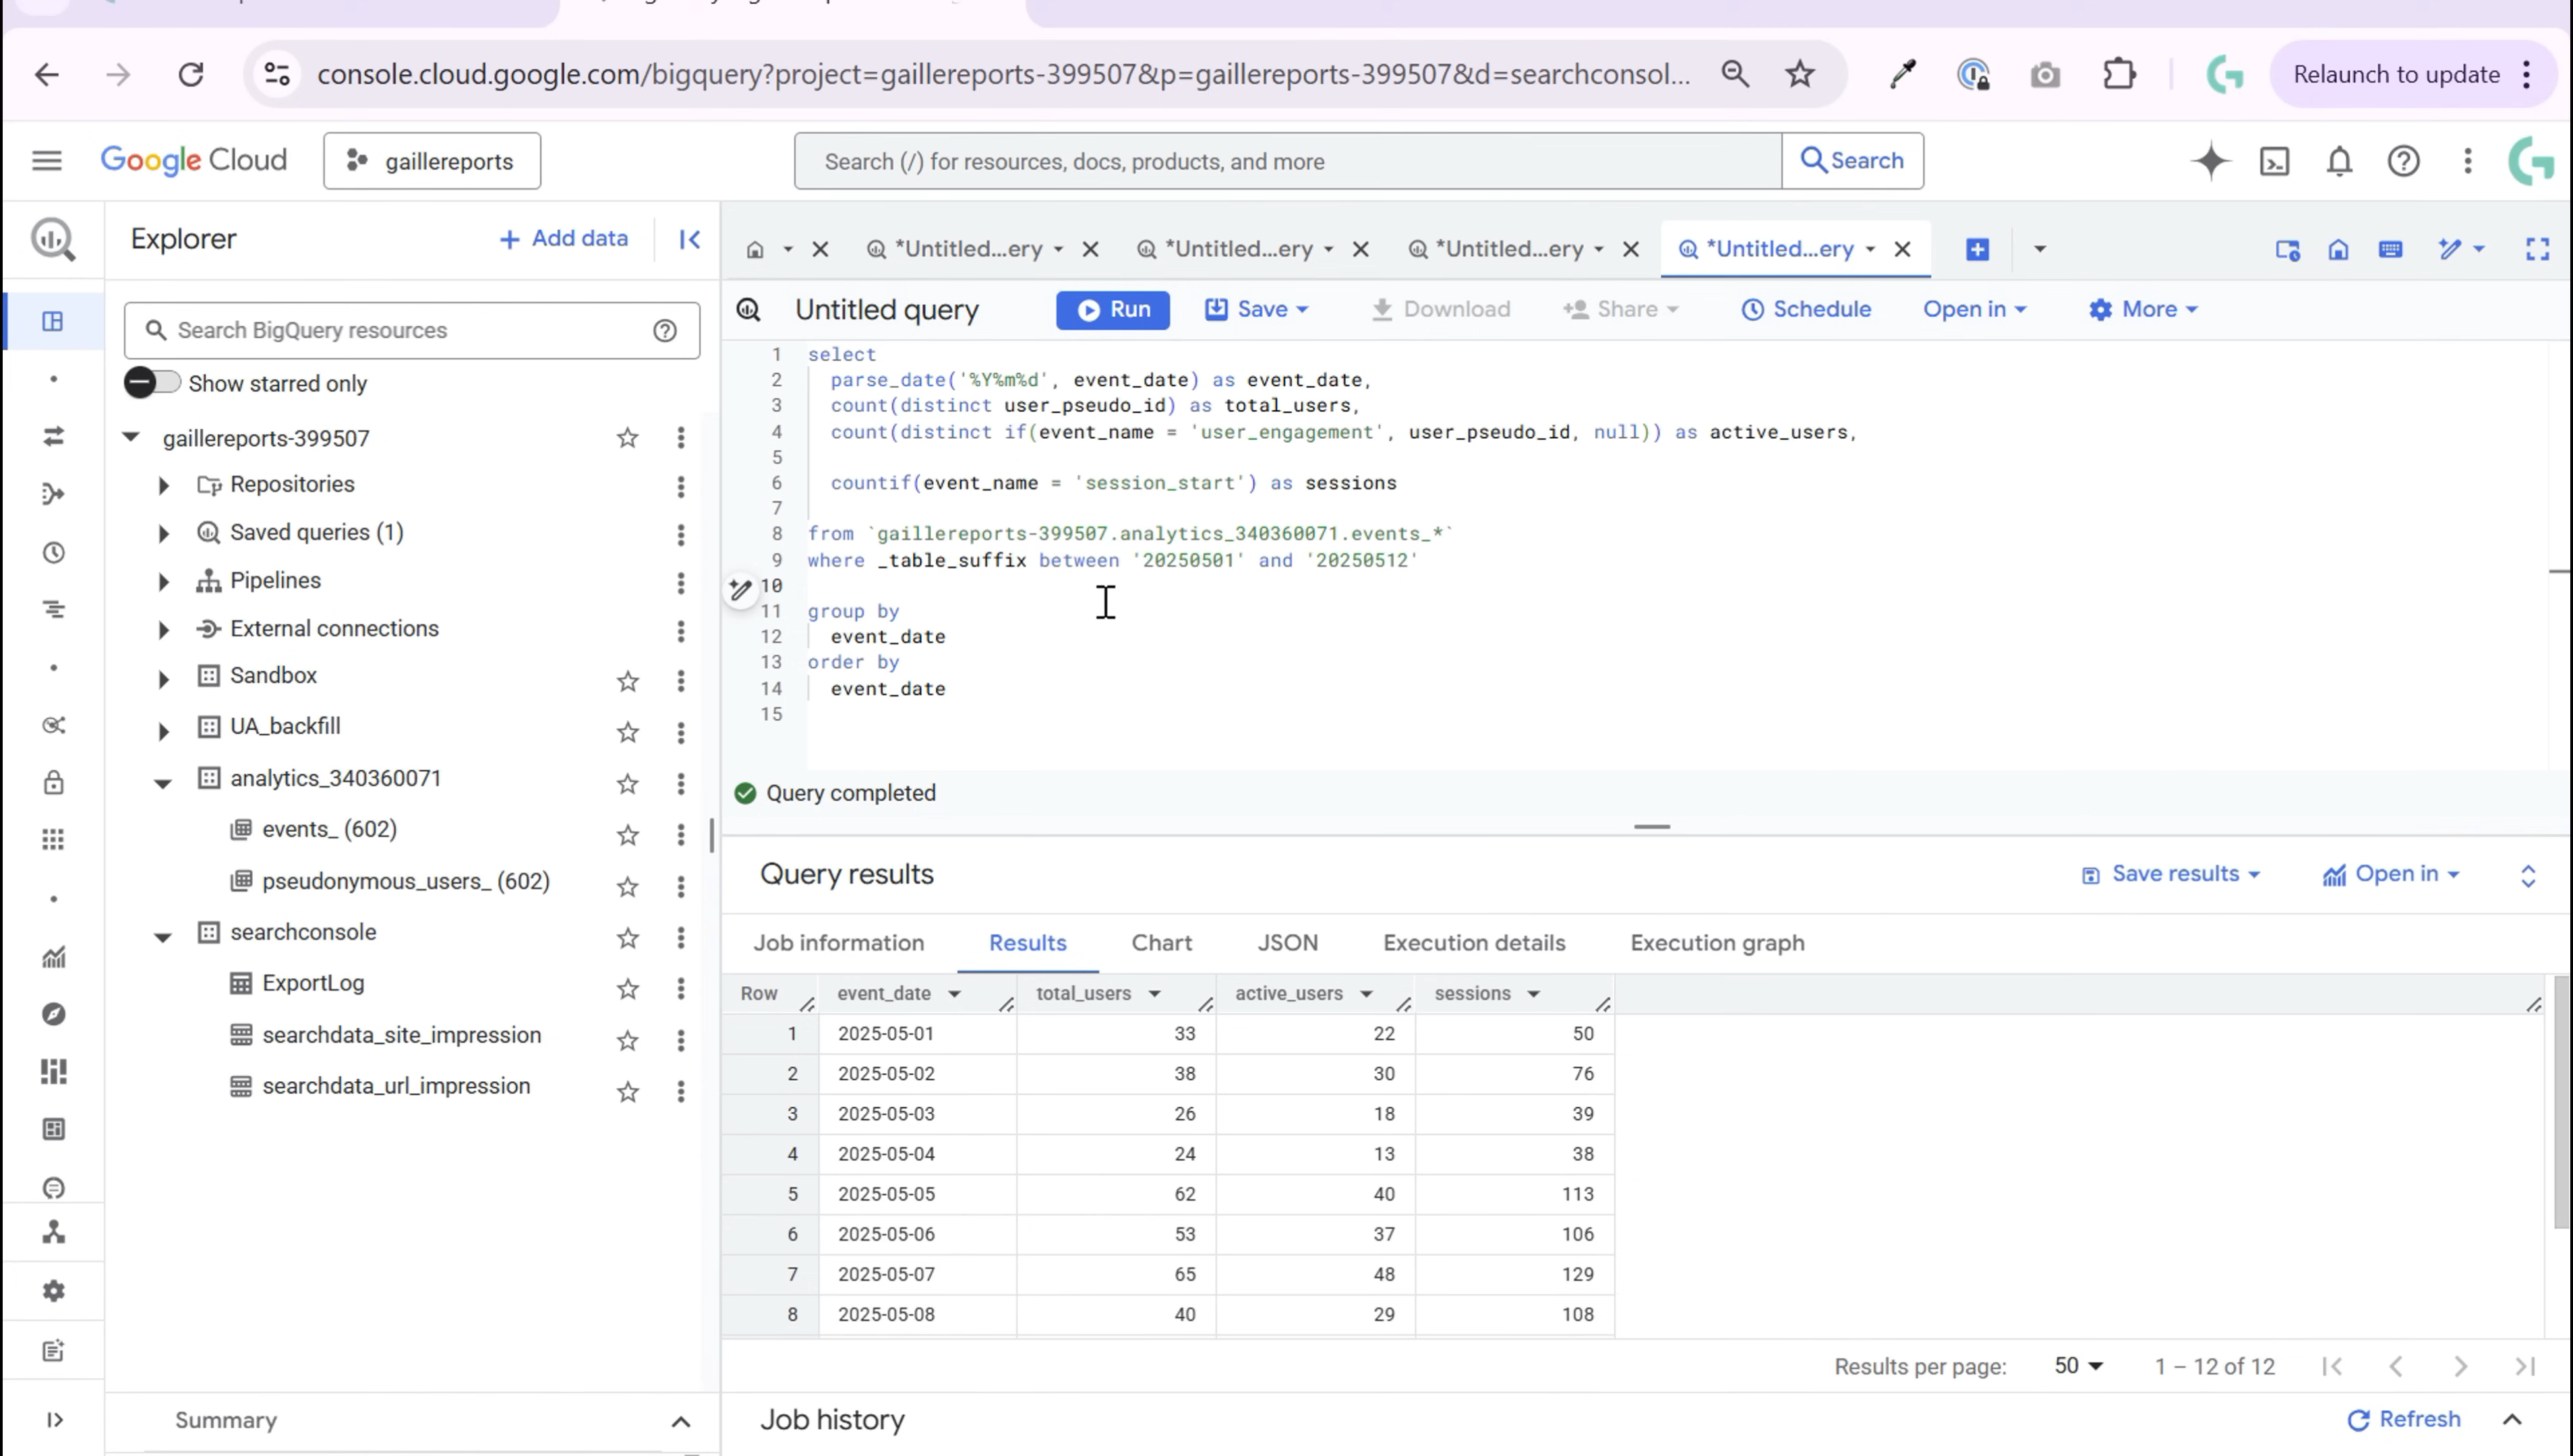 console.cloud.google.com/bigquery?project=gaillereports-399507&p=gaillereports-399507&d=searchconsol...
Relaunch to update
Google Cloud
gaillereports
Search (/) for resources, docs, products, and more
Search
Explorer
+ Add data
*Untitled...ery
*Untitled...ery
*Untitled...ery
*Untitled...ery
Untitled query
Run
Save
Download
Share
Schedule
Open in
More
Search BigQuery resources
Show starred only
gaillereports-399507
Repositories
Saved queries (1)
Pipelines
External connections
Sandbox
UA_backfill
analytics_340360071
events_ (602)
pseudonymous_users_ (602)
searchconsole
ExportLog
searchdata_site_impression
searchdata_url_impression
Summary
1 select
2 parse_date('%Y%m%d', event_date) as event_date,
3 count(distinct user_pseudo_id) as total_users,
4 count(distinct if(event_name = 'user_engagement', user_pseudo_id, null)) as active_users,
5
6 countif(event_name = 'session_start') as sessions
7
8 from `gaillereports-399507.analytics_340360071.events_*`
9 where _table_suffix between '20250501' and '20250512'
10
11 group by
12 event_date
13 order by
14 event_date
15
Query completed
Query results
Save results
Open in
Job information
Results
Chart
JSON
Execution details
Execution graph
Row event_date total_users active_users sessions
1 2025-05-01 33 22 50
2 2025-05-02 38 30 76
3 2025-05-03 26 18 39
4 2025-05-04 24 13 38
5 2025-05-05 62 40 113
6 2025-05-06 53 37 106
7 2025-05-07 65 48 129
8 2025-05-08 40 29 108
Results per page: 50 1 – 12 of 12
Job history
Refresh